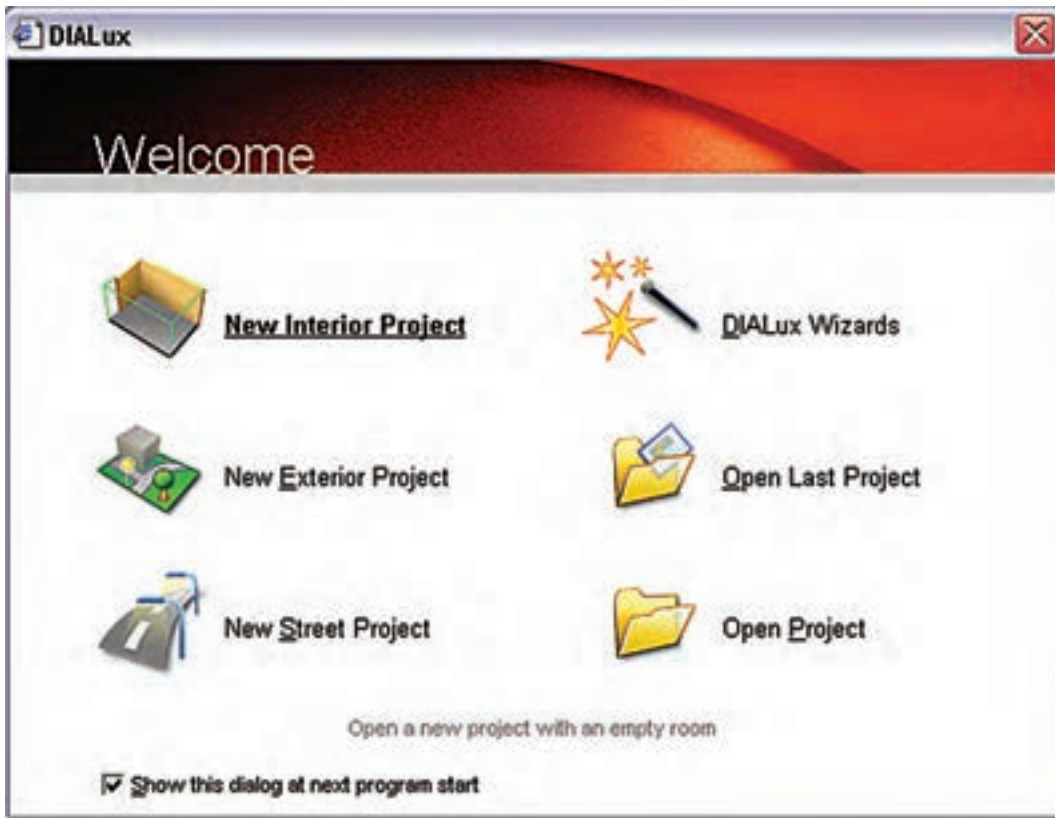 DIALux
Welcome
New Interior Project
DIALux Wizards
New Exterior Project
Open Last Project
New Street Project
Open Project
Open a new project with an empty room
Show this dialog at next program start